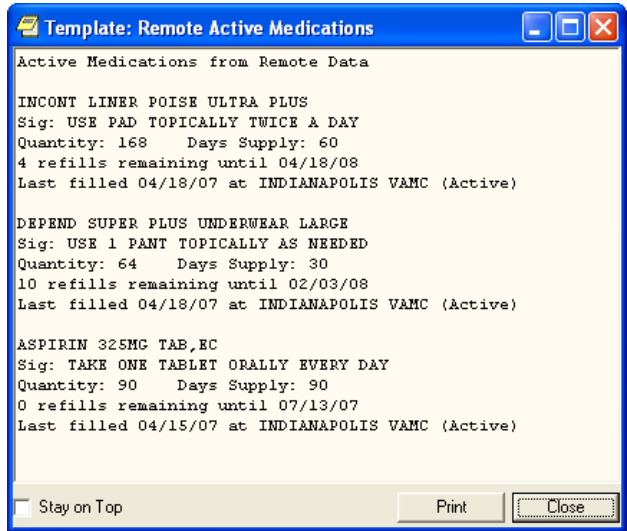 Template: Remote Active Medications
Active Medications from Remote Data
INCONT LINER POISE ULTRA PLUS
Sig: USE PAD TOPICALLY TWICE A DAY
Quantity: 168    Days Supply: 60
4 refills remaining until 04/18/08
Last filled 04/18/07 at INDIANAPOLIS VAMC (Active)
DEPEND SUPER PLUS UNDERWEAR LARGE
Sig: USE 1 PANT TOPICALLY AS NEEDED
Quantity: 64    Days Supply: 30
10 refills remaining until 02/03/08
Last filled 04/18/07 at INDIANAPOLIS VAMC (Active)
ASPIRIN 325MG TAB,EC
Sig: TAKE ONE TABLET ORALLY EVERY DAY
Quantity: 90    Days Supply: 90
0 refills remaining until 07/13/07
Last filled 04/15/07 at INDIANAPOLIS VAMC (Active)
Stay on Top    Print    Close